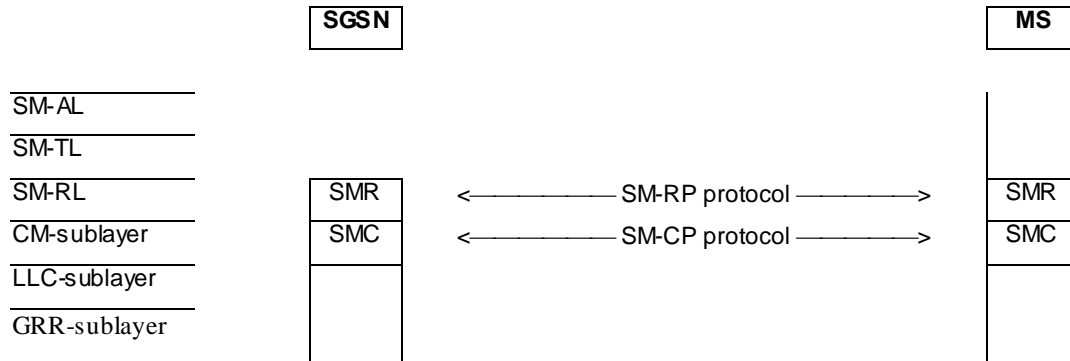 SGSN MS
SM-AL
SM-TL
SM-RL SMR <———————— SM-RP protocol ————————> SMR
CM-sublayer SMC <———————— SM-CP protocol ————————> SMC
LLC-sublayer
GRR-sublayer